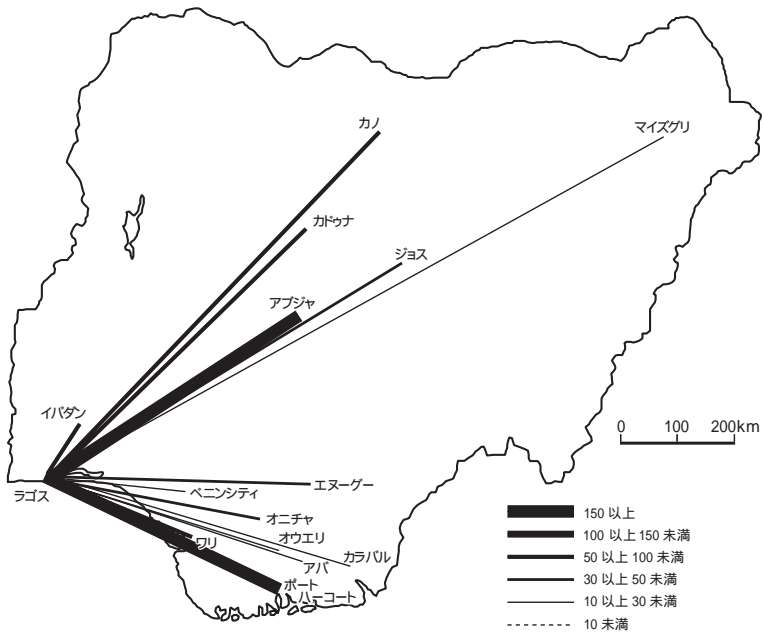 カノ
マイズグリ
カドゥナ
ジョス
アブジャ
イバダン
0 100 200km
エヌーグー
ベニンシティ
ラゴス
オニチャ
オウエリ
ワリ
カラバル
アバ
ポート
ハーコート
150 以上
100 以上 150 未満
50 以上 100 未満
30 以上 50 未満
10 以上 30 未満
10 未満